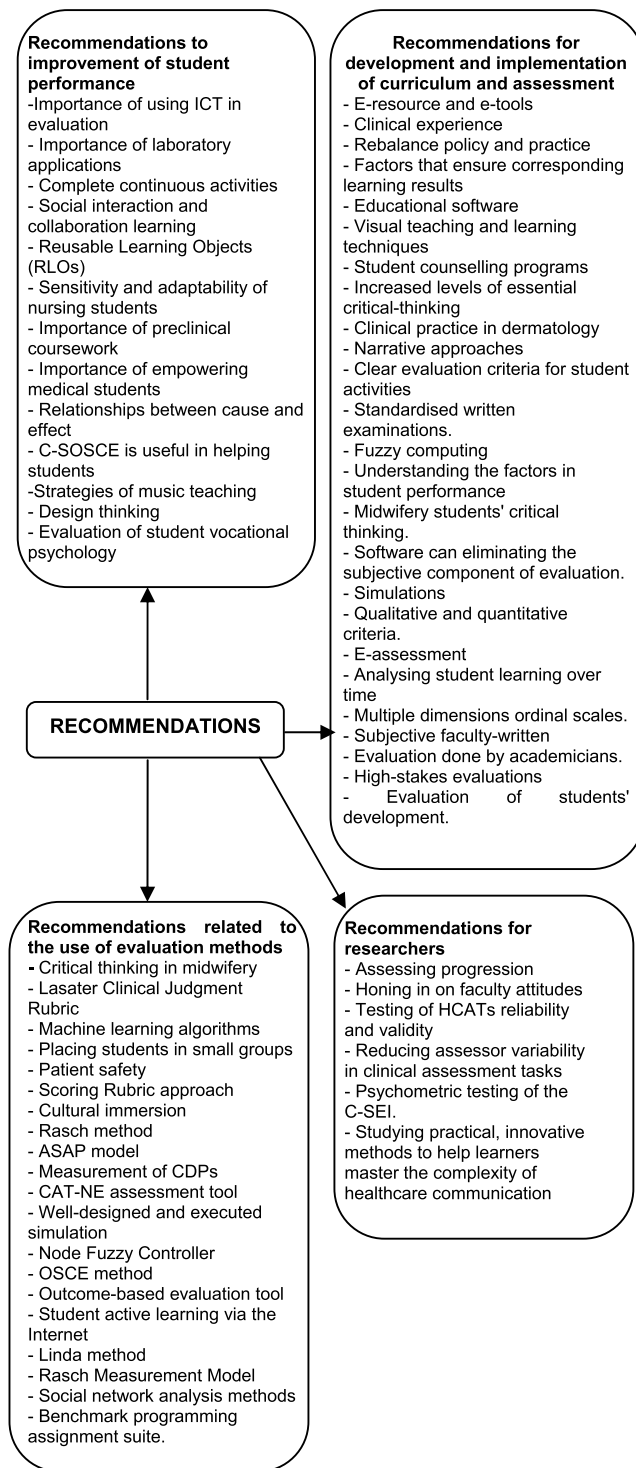 Recommendations to
improvement of student
performance
-Importance of using ICT in
evaluation
- Importance of laboratory
applications
- Complete continuous activities
- Social interaction and
collaboration learning
- Reusable Learning Objects
(RLOs)
- Sensitivity and adaptability of
nursing students
- Importance of preclinical
coursework
- Importance of empowering
medical students
- Relationships between cause and
effect
- C-SOSCE is useful in helping
students
-Strategies of music teaching
- Design thinking
- Evaluation of student vocational
psychology
Recommendations for
development and implementation
of curriculum and assessment
- E-resource and e-tools
- Clinical experience
- Rebalance policy and practice
- Factors that ensure corresponding
learning results
- Educational software
- Visual teaching and learning
techniques
- Student counselling programs
- Increased levels of essential
critical-thinking
- Clinical practice in dermatology
- Narrative approaches
- Clear evaluation criteria for student
activities
- Standardised written
examinations.
- Fuzzy computing
- Understanding the factors in
student performance
- Midwifery students' critical
thinking.
- Software can eliminating the
subjective component of evaluation.
- Simulations
- Qualitative and quantitative
criteria.
- E-assessment
- Analysing student learning over
time
- Multiple dimensions ordinal scales.
- Subjective faculty-written
- Evaluation done by academicians.
- High-stakes evaluations
- Evaluation of students'
development.
RECOMMENDATIONS
Recommendations related to
the use of evaluation methods
- Critical thinking in midwifery
- Lasater Clinical Judgment
Rubric
- Machine learning algorithms
- Placing students in small groups
- Patient safety
- Scoring Rubric approach
- Cultural immersion
- Rasch method
- ASAP model
- Measurement of CDPs
- CAT-NE assessment tool
- Well-designed and executed
simulation
- Node Fuzzy Controller
- OSCE method
- Outcome-based evaluation tool
- Student active learning via the
Internet
- Linda method
- Rasch Measurement Model
- Social network analysis methods
- Benchmark programming
assignment suite.
Recommendations for
researchers
- Assessing progression
- Honing in on faculty attitudes
- Testing of HCATs reliability
and validity
- Reducing assessor variability
in clinical assessment tasks
- Psychometric testing of the
C-SEI.
- Studying practical, innovative
methods to help learners
master the complexity of
healthcare communication